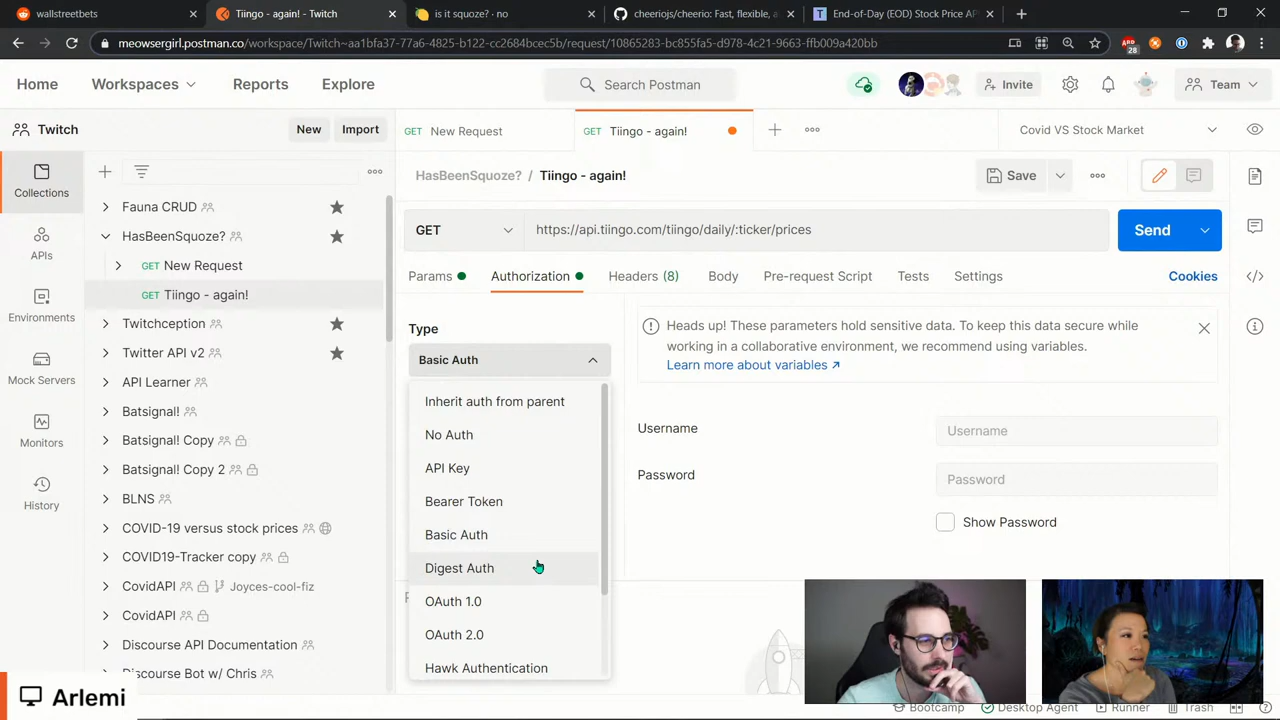 wallstreetbets
Tiingo - again!
is it squoze? : no
cheeriojs/cheerio: Fast, flexible, a
End-of-Day (EOD) Stock Price AP
meowsergirl.postman.co/workspace/Twitch~aa1bfa37-77a6-4825-b122-cc2684bcec5b/request/10865283-bc855fa5-d978-4c21-9663-ffb009a420bb
28
Home
Workspaces
Reports
Explore
Search Postman
Invite
Team
Twitch
New
Import
GET New Request
GET Tiingo - again!
Covid VS Stock Market
Collections
APIs
Environments
Mock Servers
Monitors
History
Fauna CRUD
HasBeenSquoze?
GET New Request
GET Tiingo - again!
Twitchception
Twitter API v2
API Learner
Batsignal!
Batsignal! Copy
Batsignal! Copy 2
BLNS
COVID-19 versus stock prices
COVID19-Tracker copy
CovidAPI Joyces-cool-fiz
CovidAPI
Discourse API Documentation
Discourse Bot w/ Chris
HasBeenSquoze? / Tiingo - again!
Save
GET
https://api.tiingo.com/tiingo/daily/:ticker/prices
Send
Params
Authorization
Headers (8)
Body
Pre-request Script
Tests
Settings
Cookies
Type
Basic Auth
Inherit auth from parent
No Auth
API Key
Bearer Token
Basic Auth
Digest Auth
OAuth 1.0
OAuth 2.0
Hawk Authentication
Heads up! These parameters hold sensitive data. To keep this data secure while
working in a collaborative environment, we recommend using variables.
Learn more about variables ↗
Username
Username
Password
Password
Show Password
Arlemi
Bootcamp
Desktop Agent
Runner
Trash